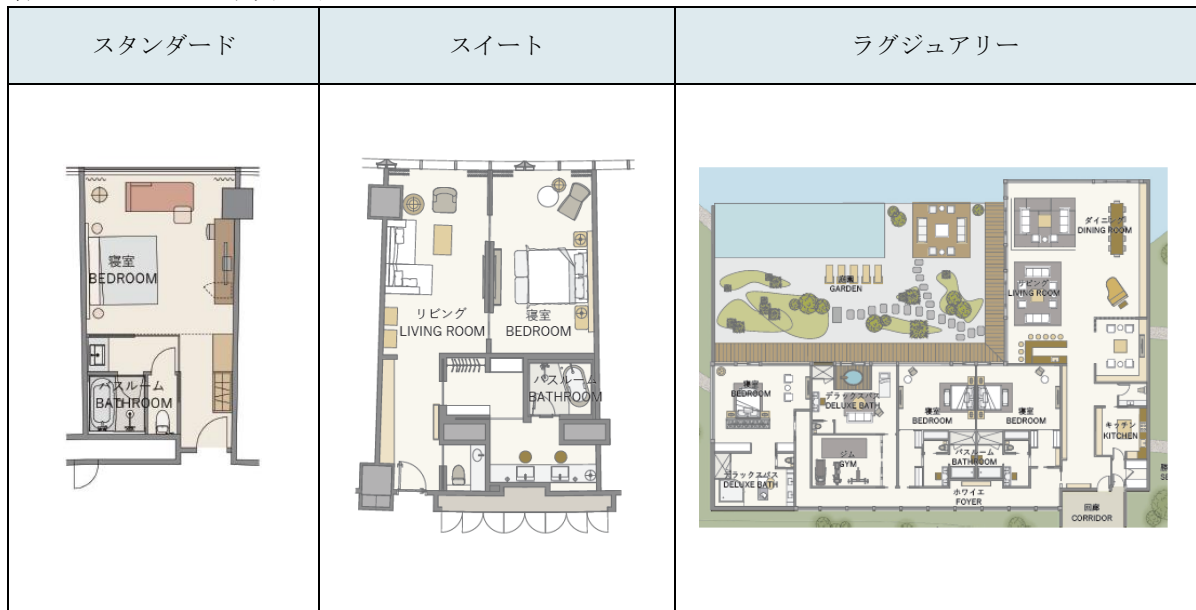 スタンダード
スイート
ラグジュアリー
寝室
BEDROOM
バスルーム
BATHROOM
リビング
LIVING ROOM
寝室
BEDROOM
バスルーム
BATHROOM
ダイニング
DINING ROOM
リビング
LIVING ROOM
庭園
GARDEN
寝室
BEDROOM
デラックスバス
DELUXE BATH
寝室
BEDROOM
寝室
BEDROOM
キッチン
KITCHEN
ジム
GYM
バスルーム
BATHROOM
デラックスバス
DELUXE BATH
ホワイエ
FOYER
回廊
CORRIDOR